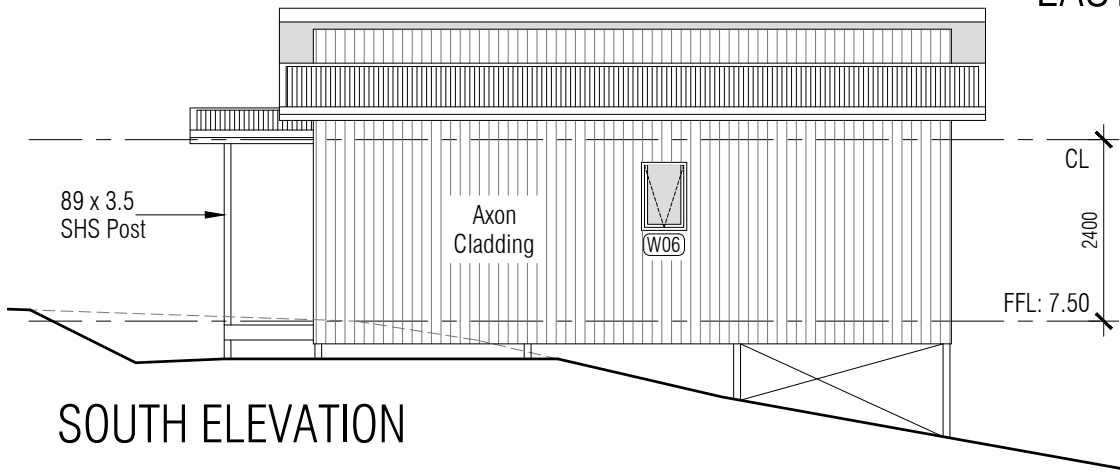 CL
89 x 3.5
SHS Post
Axon
Cladding
W06
2400
FFL: 7.50
SOUTH ELEVATION